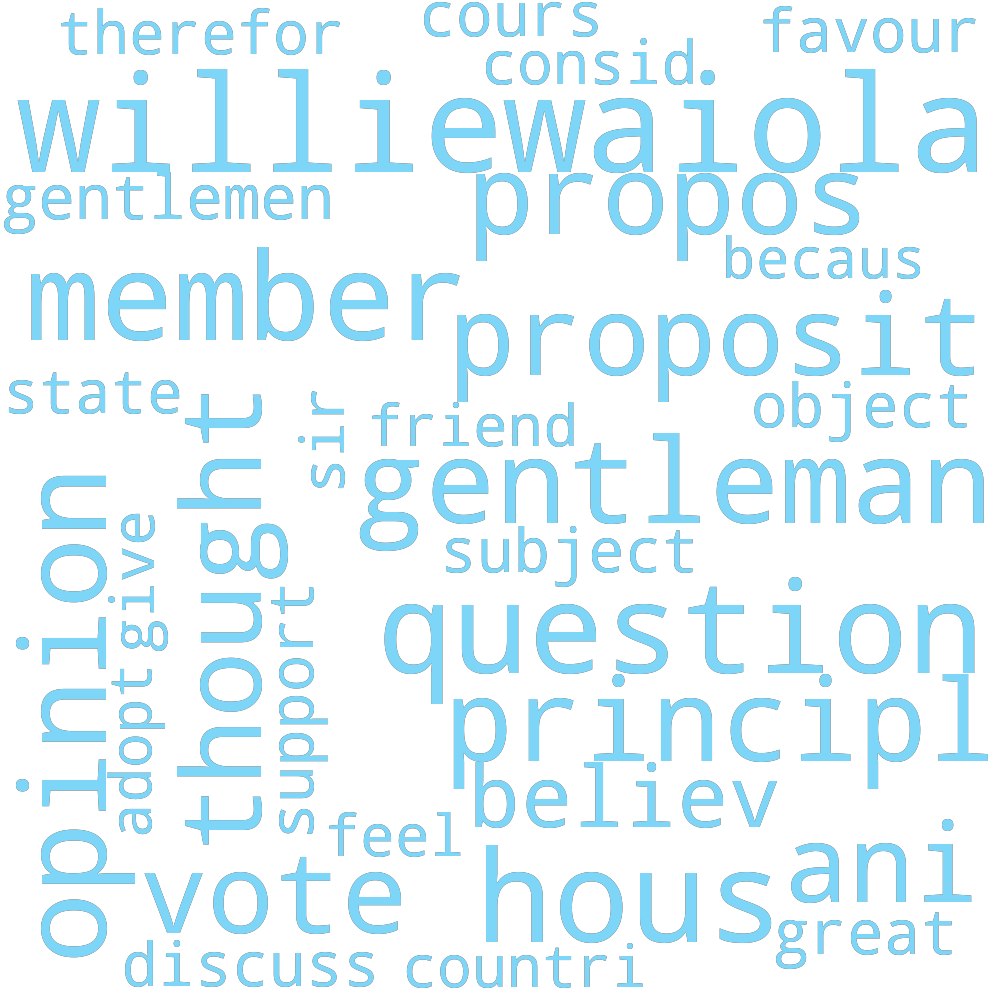 therefor
cours
favour
consid
williewaiola
gentlemen
propos
becaus
member
proposit
state
object
sir
friend
thought
gentleman
opinion
give
subject
support
question
adopt
principl
believ
feel
ani
vote
hous
great
discuss
countri